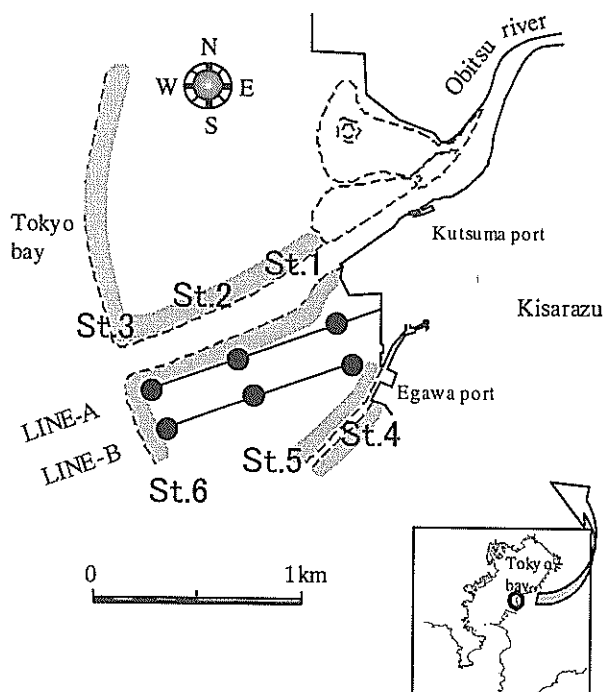 N
W E
S
Obitsu river
Tokyo
bay
Kutsuma port
St.1
St.2
Kisarazu
St.3
Egawa port
LINE-A
St.4
LINE-B
St.5
St.6
0 1km
Tokyo
bay